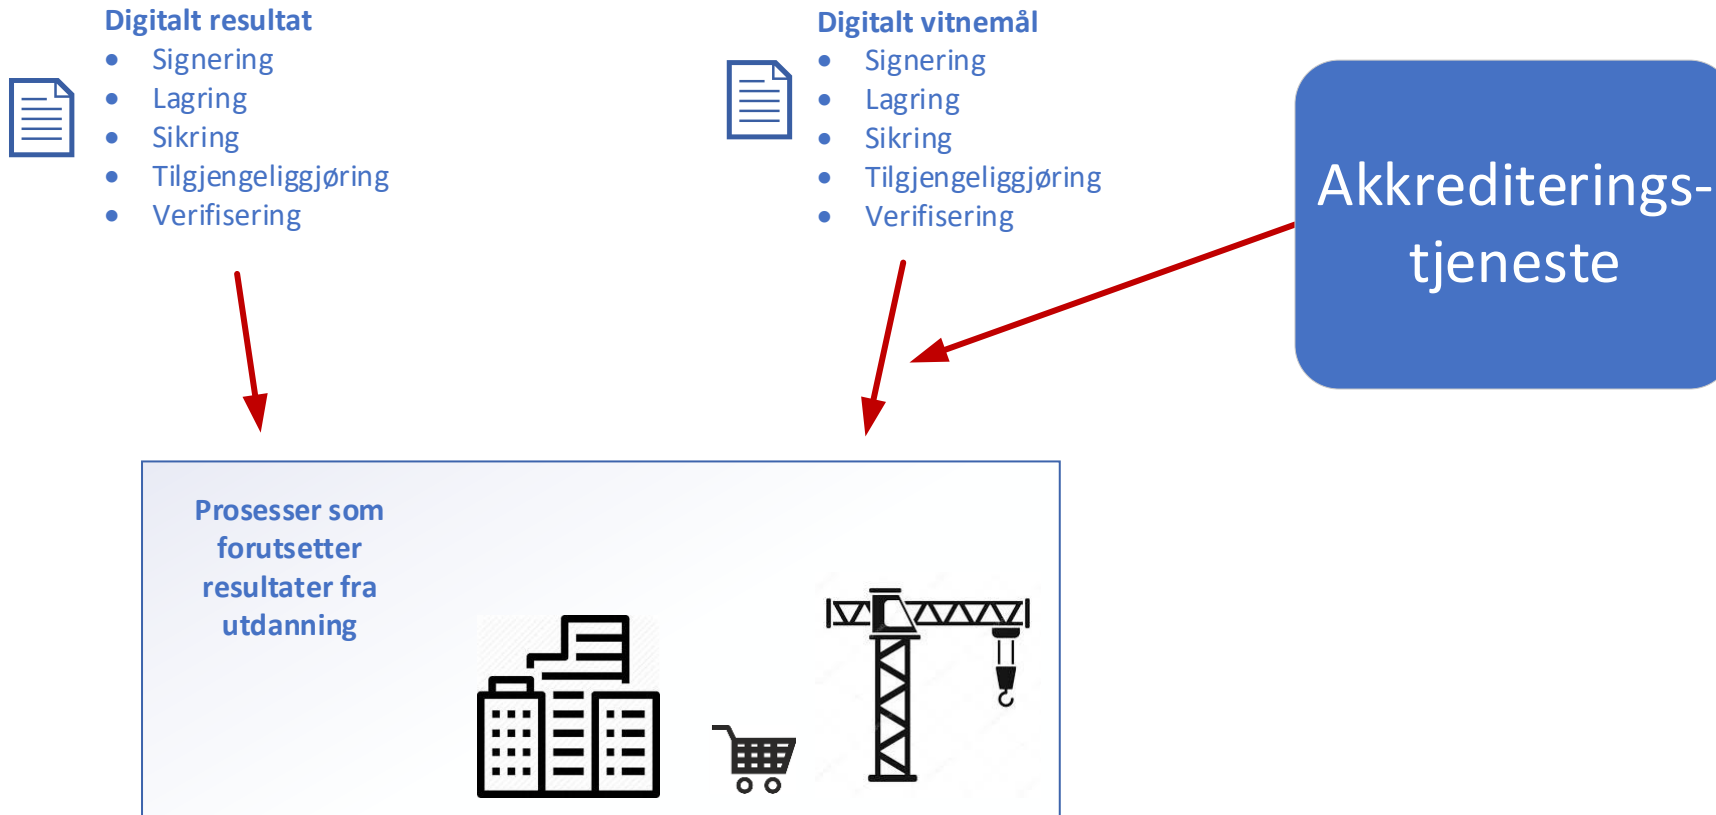 Digitalt resultat
• Signering
• Lagring
• Sikring
• Tilgjengeliggjøring
• Verifisering
Digitalt vitnemål
• Signering
• Lagring
• Sikring
• Tilgjengeliggjøring
• Verifisering
Akkrediterings-
tjeneste
Prosesser som
forutsetter
resultater fra
utdanning